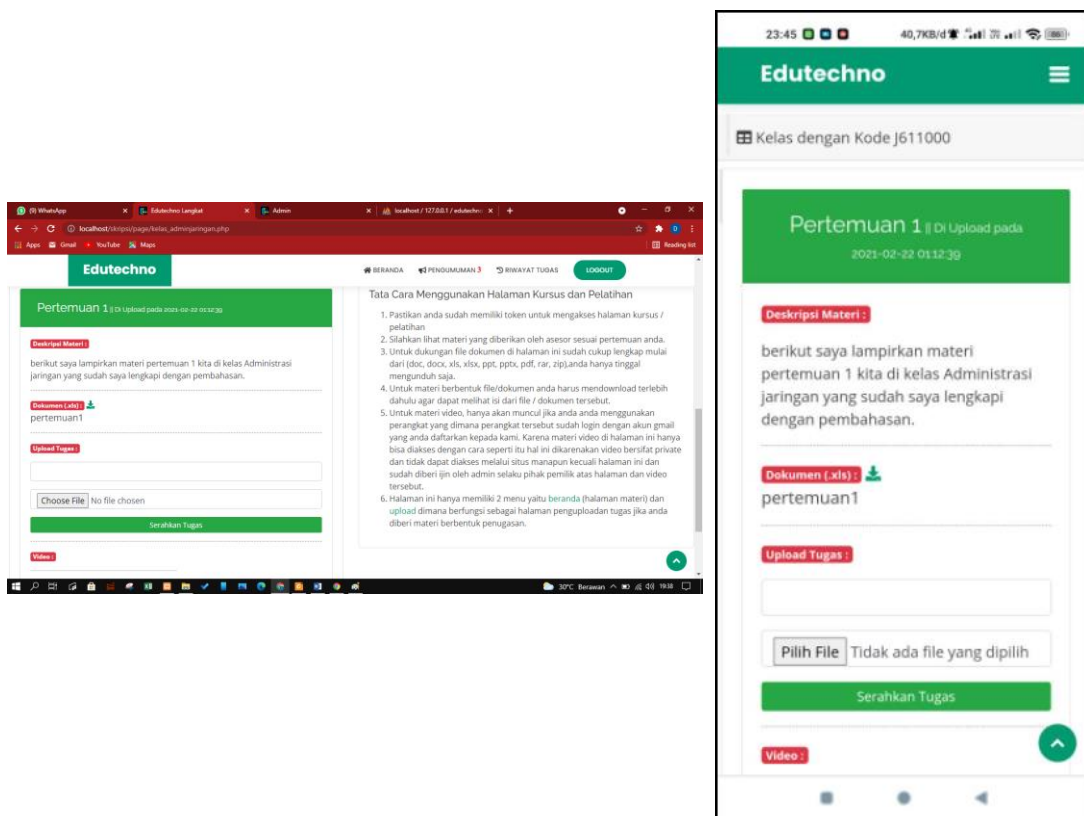 (9) WhatsApp
Edutechno Langkat
Admin
localhost / 127.0.0.1 / edutechno
localhost/skripsi/page/kelas_adminjaringan.php
Apps Gmail YouTube Maps
Reading list
Edutechno
BERANDA PENGUMUMAN 3 RIWAYAT TUGAS LOGOUT
Pertemuan 1 || Di Upload pada 2021-02-22 01:12:39
Deskripsi Materi :
berikut saya lampirkan materi pertemuan 1 kita di kelas Administrasi
jaringan yang sudah saya lengkapi dengan pembahasan.
Dokumen (.xls) :
pertemuan1
Upload Tugas :
Choose File No file chosen
Serahkan Tugas
Video :
Tata Cara Menggunakan Halaman Kursus dan Pelatihan
1. Pastikan anda sudah memiliki token untuk mengakses halaman kursus /
pelatihan
2. Silahkan lihat materi yang diberikan oleh asesor sesuai pertemuan anda.
3. Untuk dukungan file dokumen di halaman ini sudah cukup lengkap mulai
dari (doc, docx, xls, xlsx, ppt, pptx, pdf, rar, zip),anda hanya tinggal
mengunduh saja.
4. Untuk materi berbentuk file/dokumen anda harus mendownload terlebih
dahulu agar dapat melihat isi dari file / dokumen tersebut.
5. Untuk materi video, hanya akan muncul jika anda anda menggunakan
perangkat yang dimana perangkat tersebut sudah login dengan akun gmail
yang anda daftarkan kepada kami. Karena materi video di halaman ini hanya
bisa diakses dengan cara seperti itu hal ini dikarenakan video bersifat private
dan tidak dapat diakses melalui situs manapun kecuali halaman ini dan
sudah diberi ijin oleh admin selaku pihak pemilik atas halaman dan video
tersebut.
6. Halaman ini hanya memiliki 2 menu yaitu beranda (halaman materi) dan
upload dimana berfungsi sebagai halaman penguploadan tugas jika anda
diberi materi berbentuk penugasan.
30°C Berawan 19:38
23:45 40,7KB/d
Edutechno
Kelas dengan Kode J611000
Pertemuan 1 || Di Upload pada
2021-02-22 01:12:39
Deskripsi Materi :
berikut saya lampirkan materi
pertemuan 1 kita di kelas Administrasi
jaringan yang sudah saya lengkapi
dengan pembahasan.
Dokumen (.xls) :
pertemuan1
Upload Tugas :
Pilih File Tidak ada file yang dipilih
Serahkan Tugas
Video :